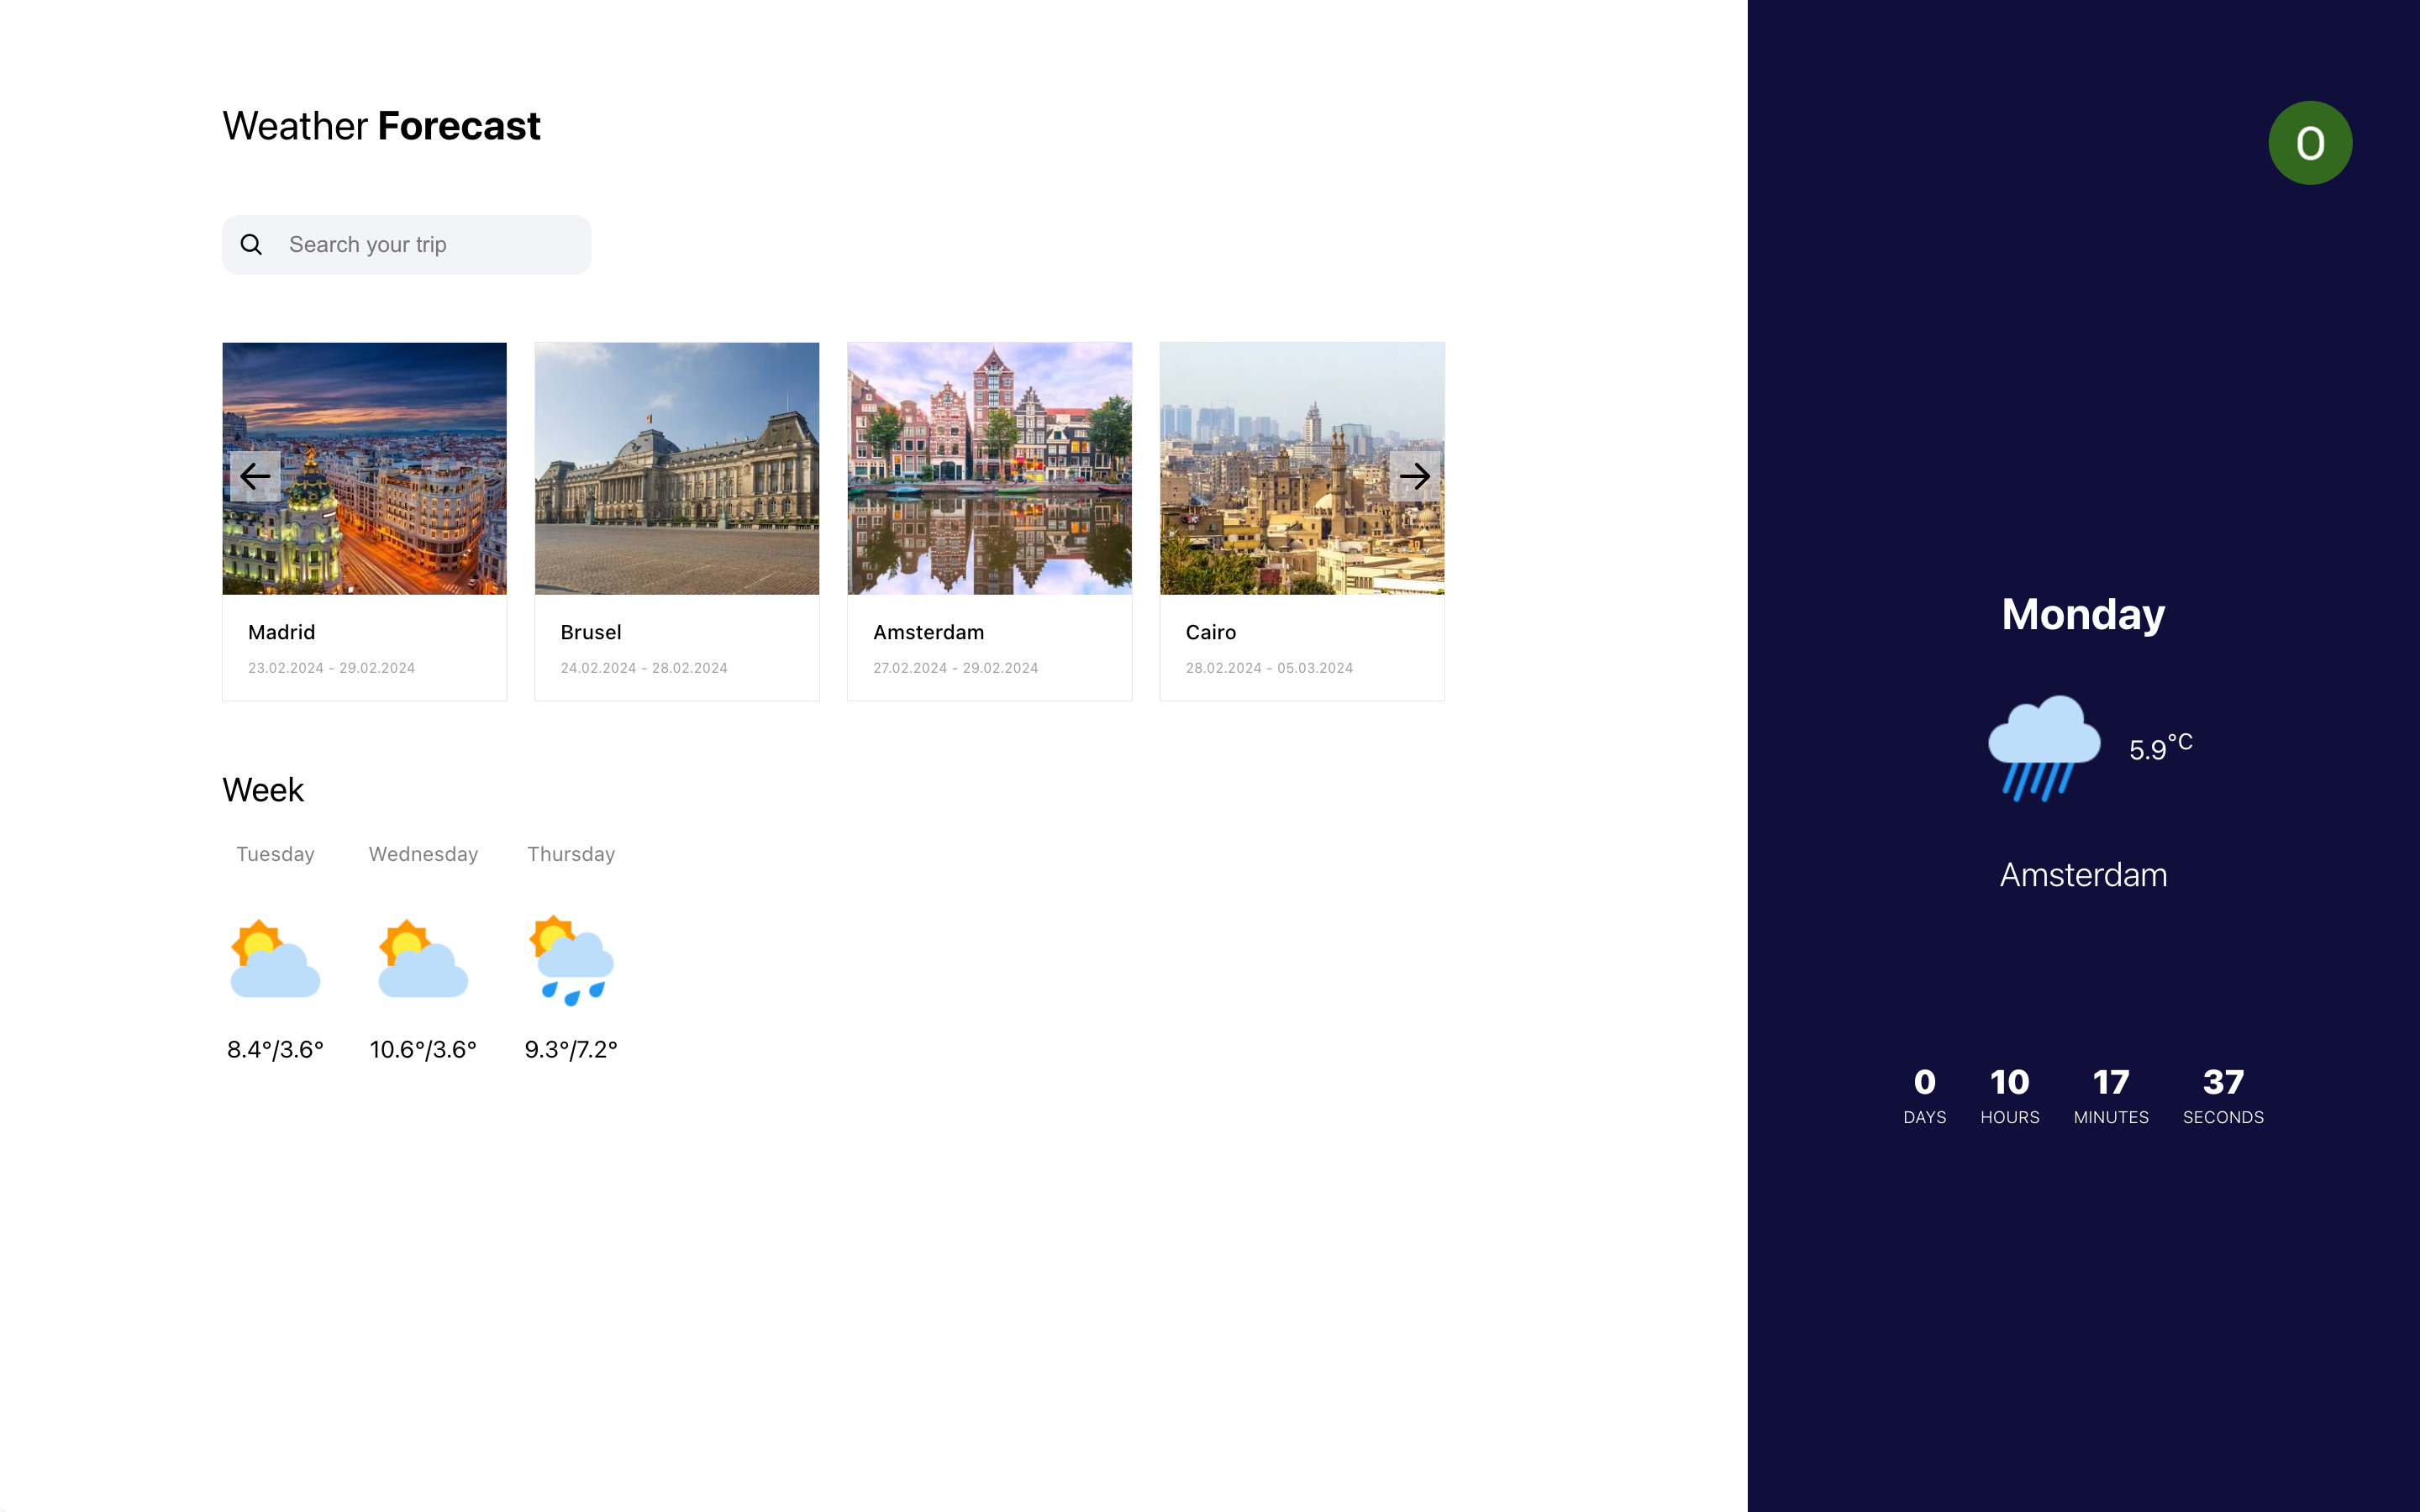 Weather Forecast
O
Search your trip
Madrid
23.02.2024 - 29.02.2024
Brusel
24.02.2024 - 28.02.2024
Amsterdam
27.02.2024 - 29.02.2024
Cairo
28.02.2024 - 05.03.2024
Week
Tuesday
8.4°/3.6°
Wednesday
10.6°/3.6°
Thursday
9.3°/7.2°
Monday
5.9°C
Amsterdam
0 10 17 37
DAYS HOURS MINUTES SECONDS